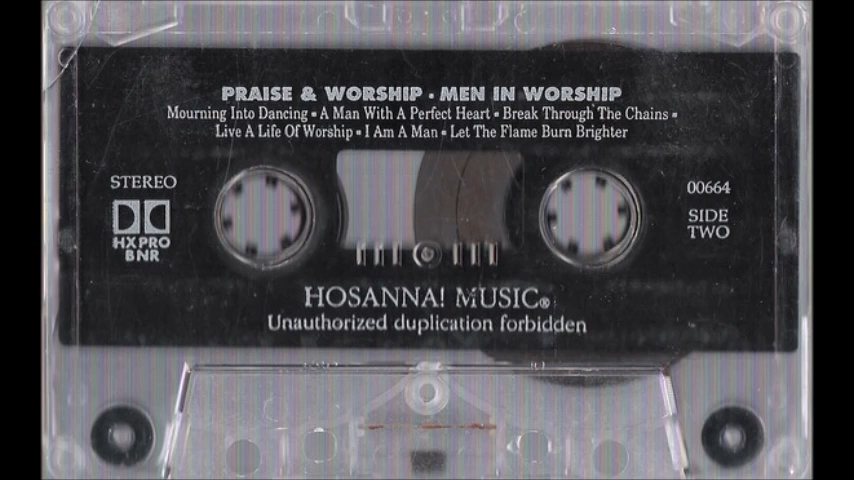 PRAISE & WORSHIP • MEN IN WORSHIP
Mourning Into Dancing ▪ A Man With A Perfect Heart ▪ Break Through The Chains ▪
Live A Life Of Worship ▪ I Am A Man ▪ Let The Flame Burn Brighter
STEREO
HX PRO
B NR
00664
SIDE
TWO
HOSANNA! MUSIC®
Unauthorized duplication forbidden